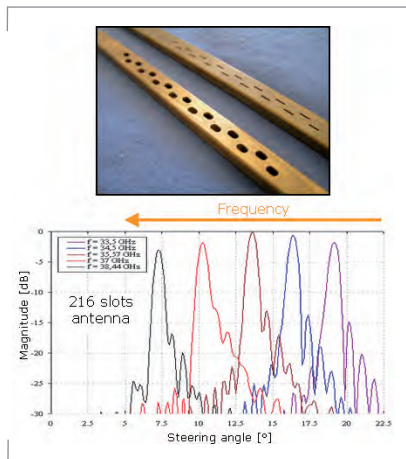 Frequency
f = 33,5 GHz
f = 34,5 GHz
f = 35,57 GHz
f = 37 GHz
f = 38,44 GHz
216 slots
antenna
Magnitude [dB]
0
-5
-10
-15
-20
-25
-30
0 2.5 5 7.5 10 12.5 15 17.5 20 22.5
Steering angle [°]